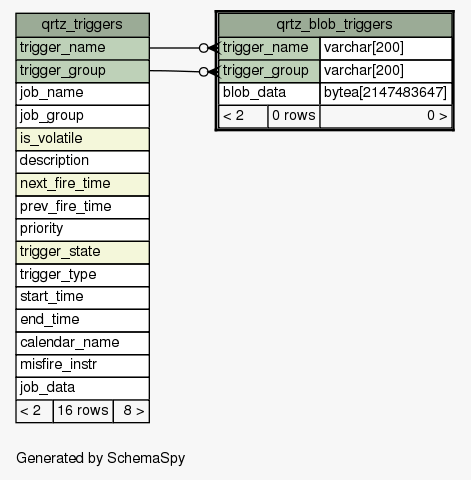 qrtz_triggers
trigger_name
trigger_group
job_name
job_group
is_volatile
description
next_fire_time
prev_fire_time
priority
trigger_state
trigger_type
start_time
end_time
calendar_name
misfire_instr
job_data
< 2 16 rows 8 >
qrtz_blob_triggers
trigger_name varchar[200]
trigger_group varchar[200]
blob_data bytea[2147483647]
< 2 0 rows 0 >
Generated by SchemaSpy